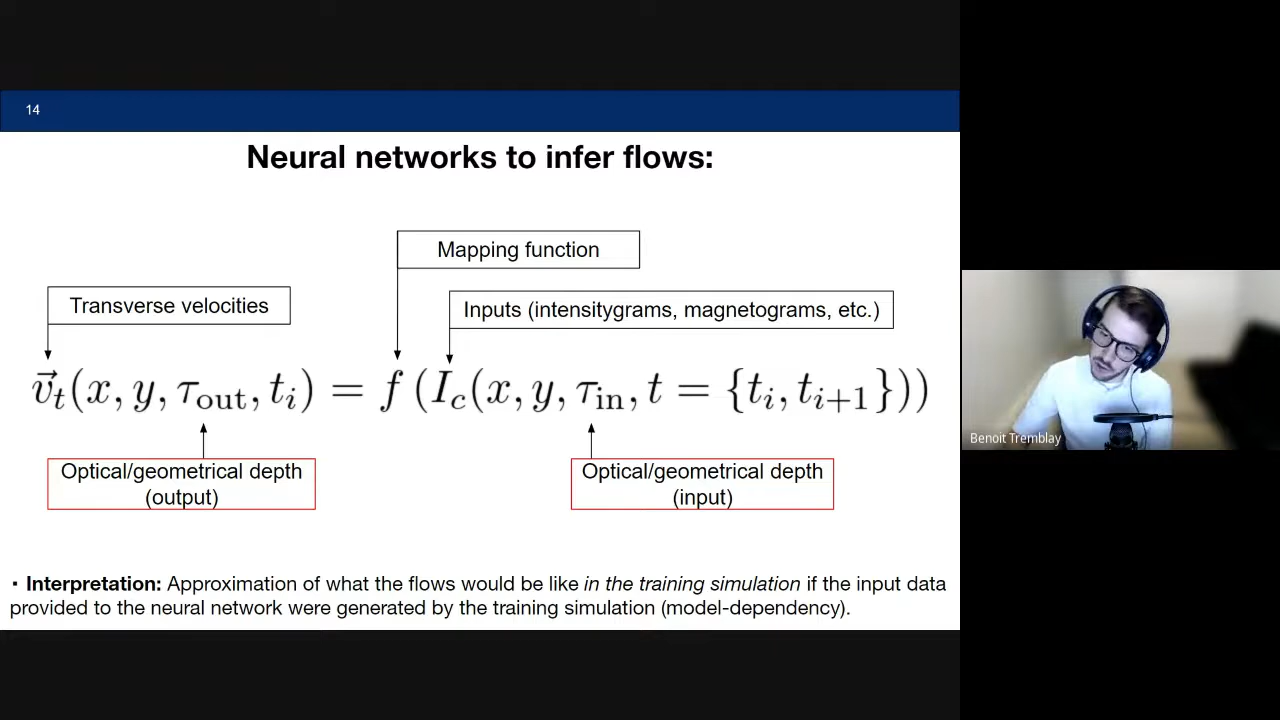 14
Neural networks to infer flows:
Mapping function
Transverse velocities
Inputs (intensitygrams, magnetograms, etc.)
$\vec{v}_t(x, y, \tau_{\text{out}}, t_i) = f\,(I_c(x, y, \tau_{\text{in}}, t = \{t_i, t_{i+1}\}))$
Optical/geometrical depth
(output)
Optical/geometrical depth
(input)
▪ Interpretation: Approximation of what the flows would be like in the training simulation if the input data
provided to the neural network were generated by the training simulation (model-dependency).
Benoit Tremblay